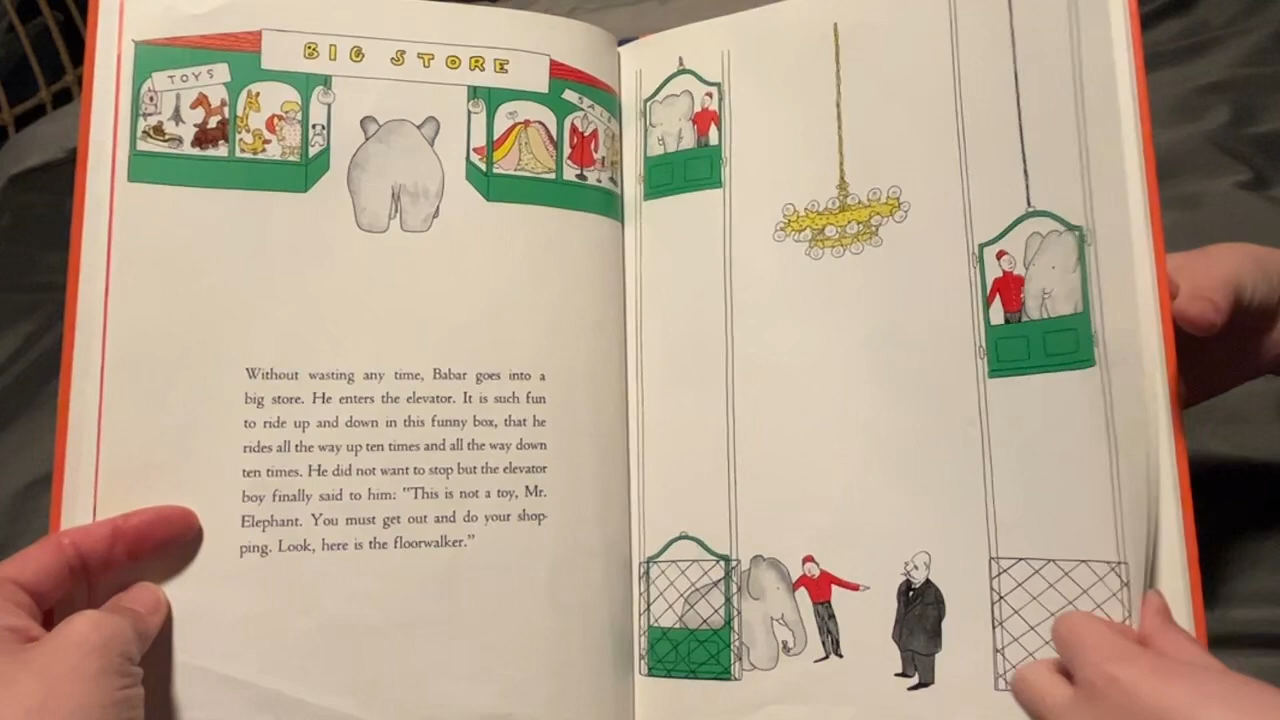 BIG STORE
TOYS
SALE
Without wasting any time, Babar goes into a
big store. He enters the elevator. It is such fun
to ride up and down in this funny box, that he
rides all the way up ten times and all the way down
ten times. He did not want to stop but the elevator
boy finally said to him: "This is not a toy, Mr.
Elephant. You must get out and do your shop-
ping. Look, here is the floorwalker."